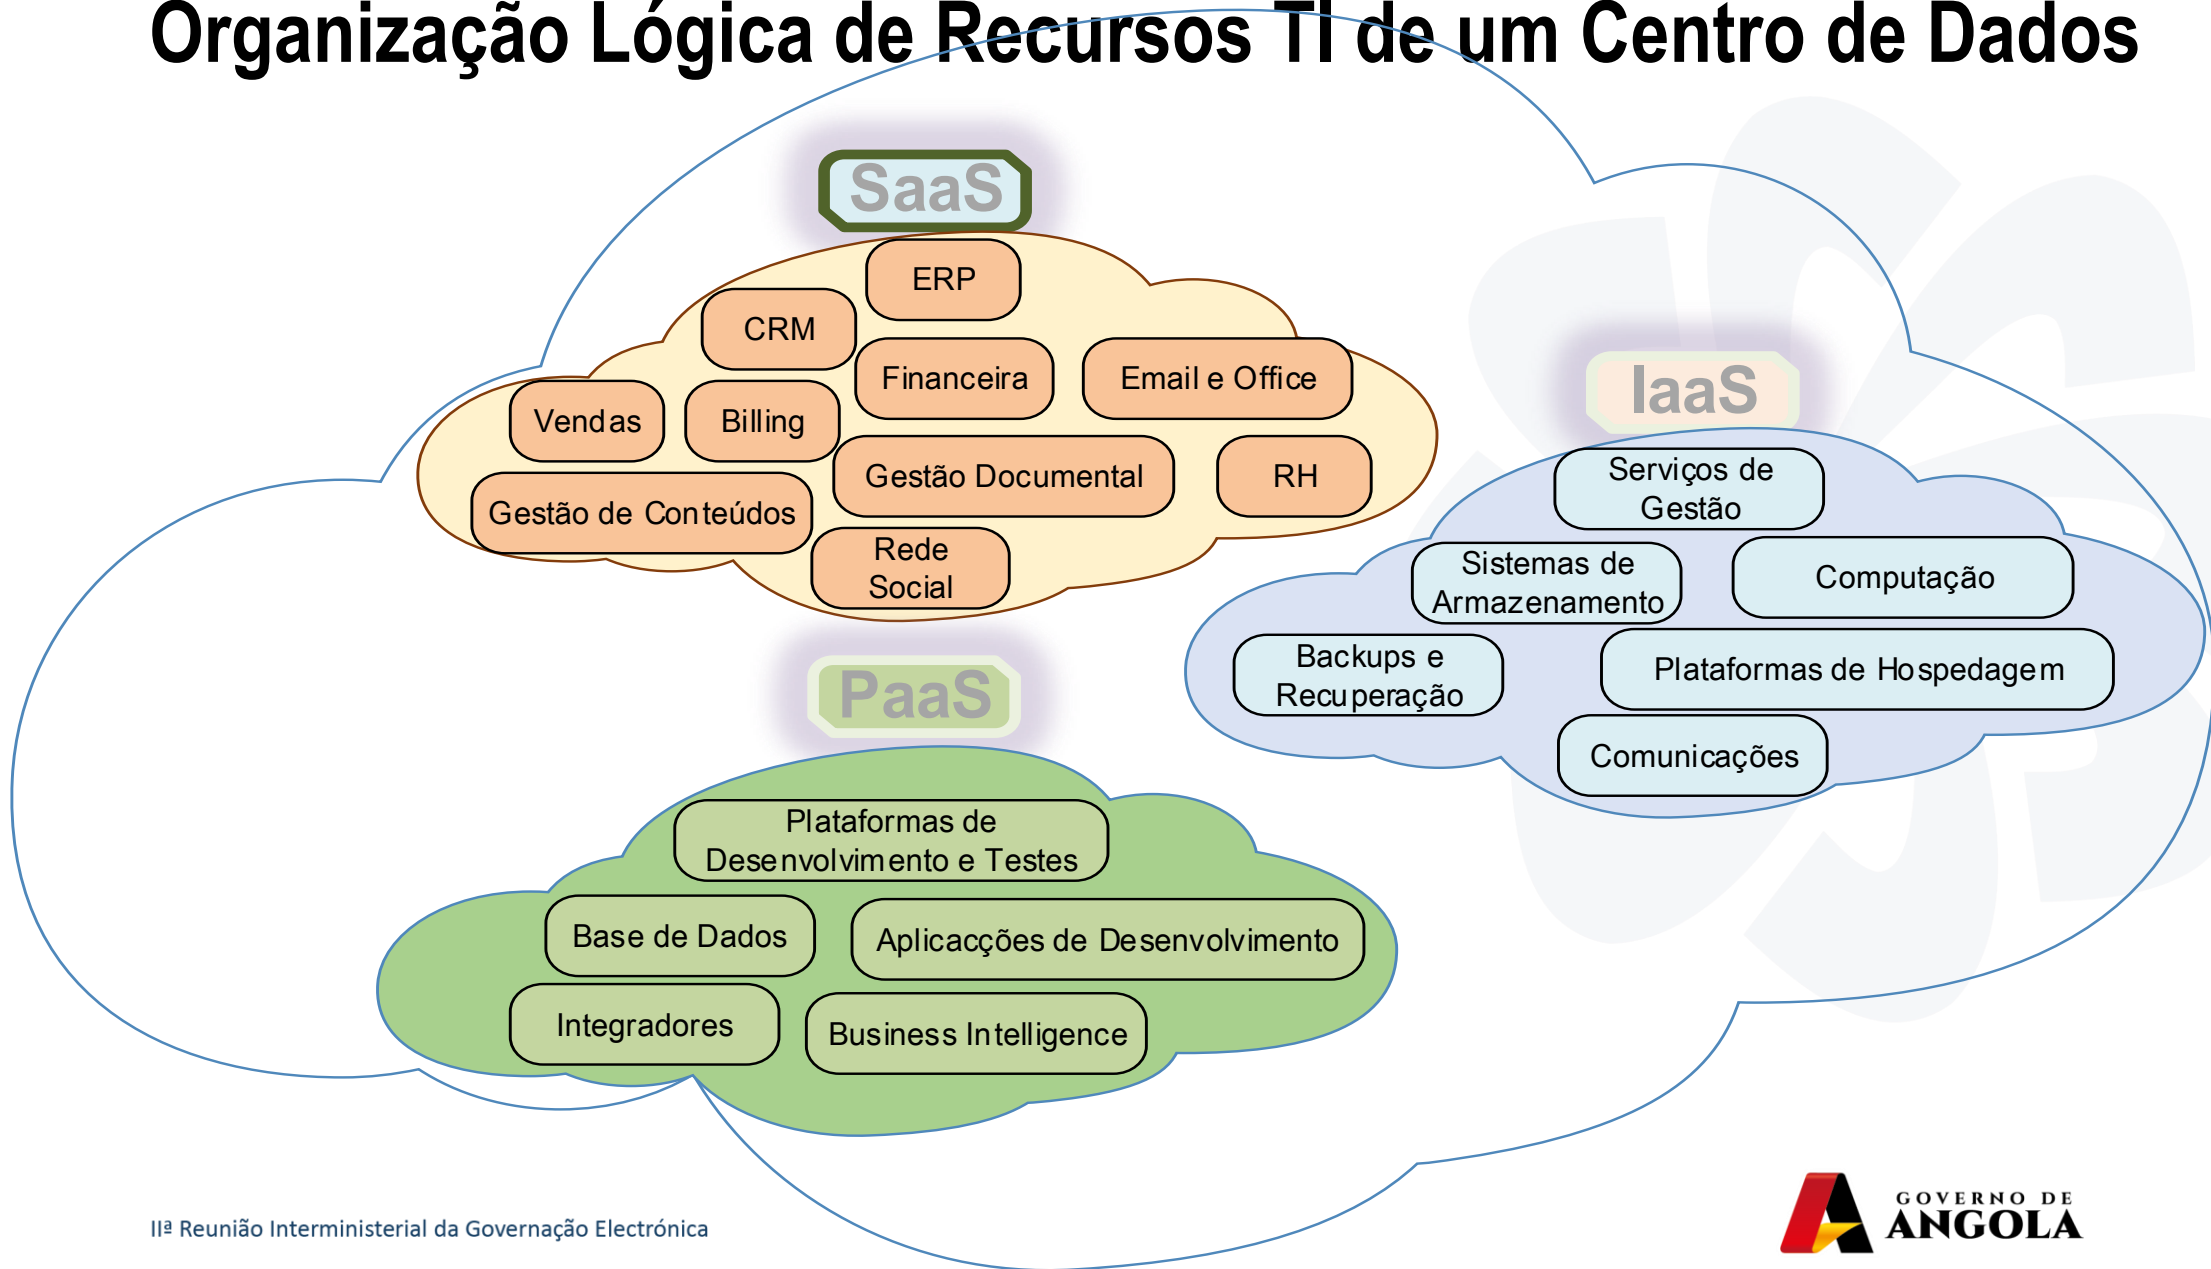 Organização Lógica de Recursos TI de um Centro de Dados
SaaS
ERP
CRM
Financeira
Email e Office
Vendas
Billing
Gestão Documental
RH
Gestão de Conteúdos
Rede
Social
IaaS
Serviços de
Gestão
Sistemas de
Armazenamento
Computação
Backups e
Recuperação
Plataformas de Hospedagem
Comunicações
PaaS
Plataformas de
Desenvolvimento e Testes
Base de Dados
Aplicacções de Desenvolvimento
Integradores
Business Intelligence
IIª Reunião Interministerial da Governação Electrónica
GOVERNO DE
ANGOLA